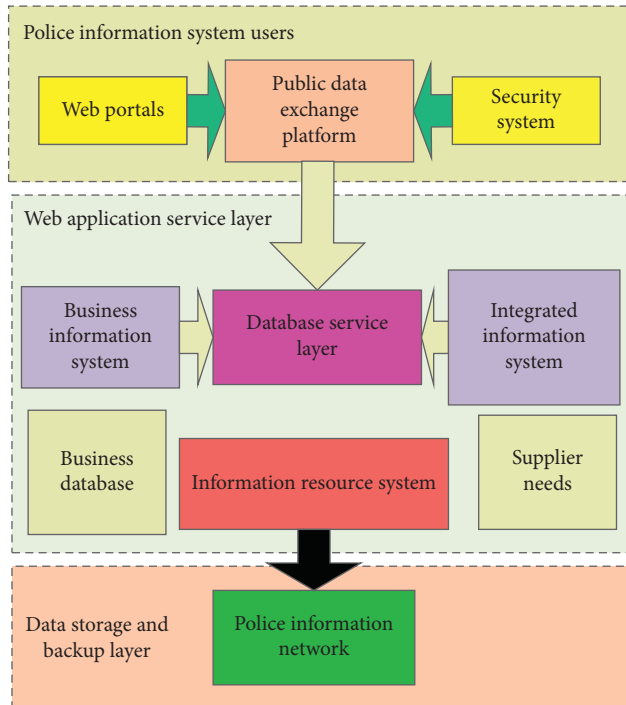 Police information system users
Web portals
Public data
exchange
platform
Security
system
Web application service layer
Business
information
system
Database service
layer
Integrated
information
system
Business
database
Information resource system
Supplier
needs
Data storage and
backup layer
Police information
network